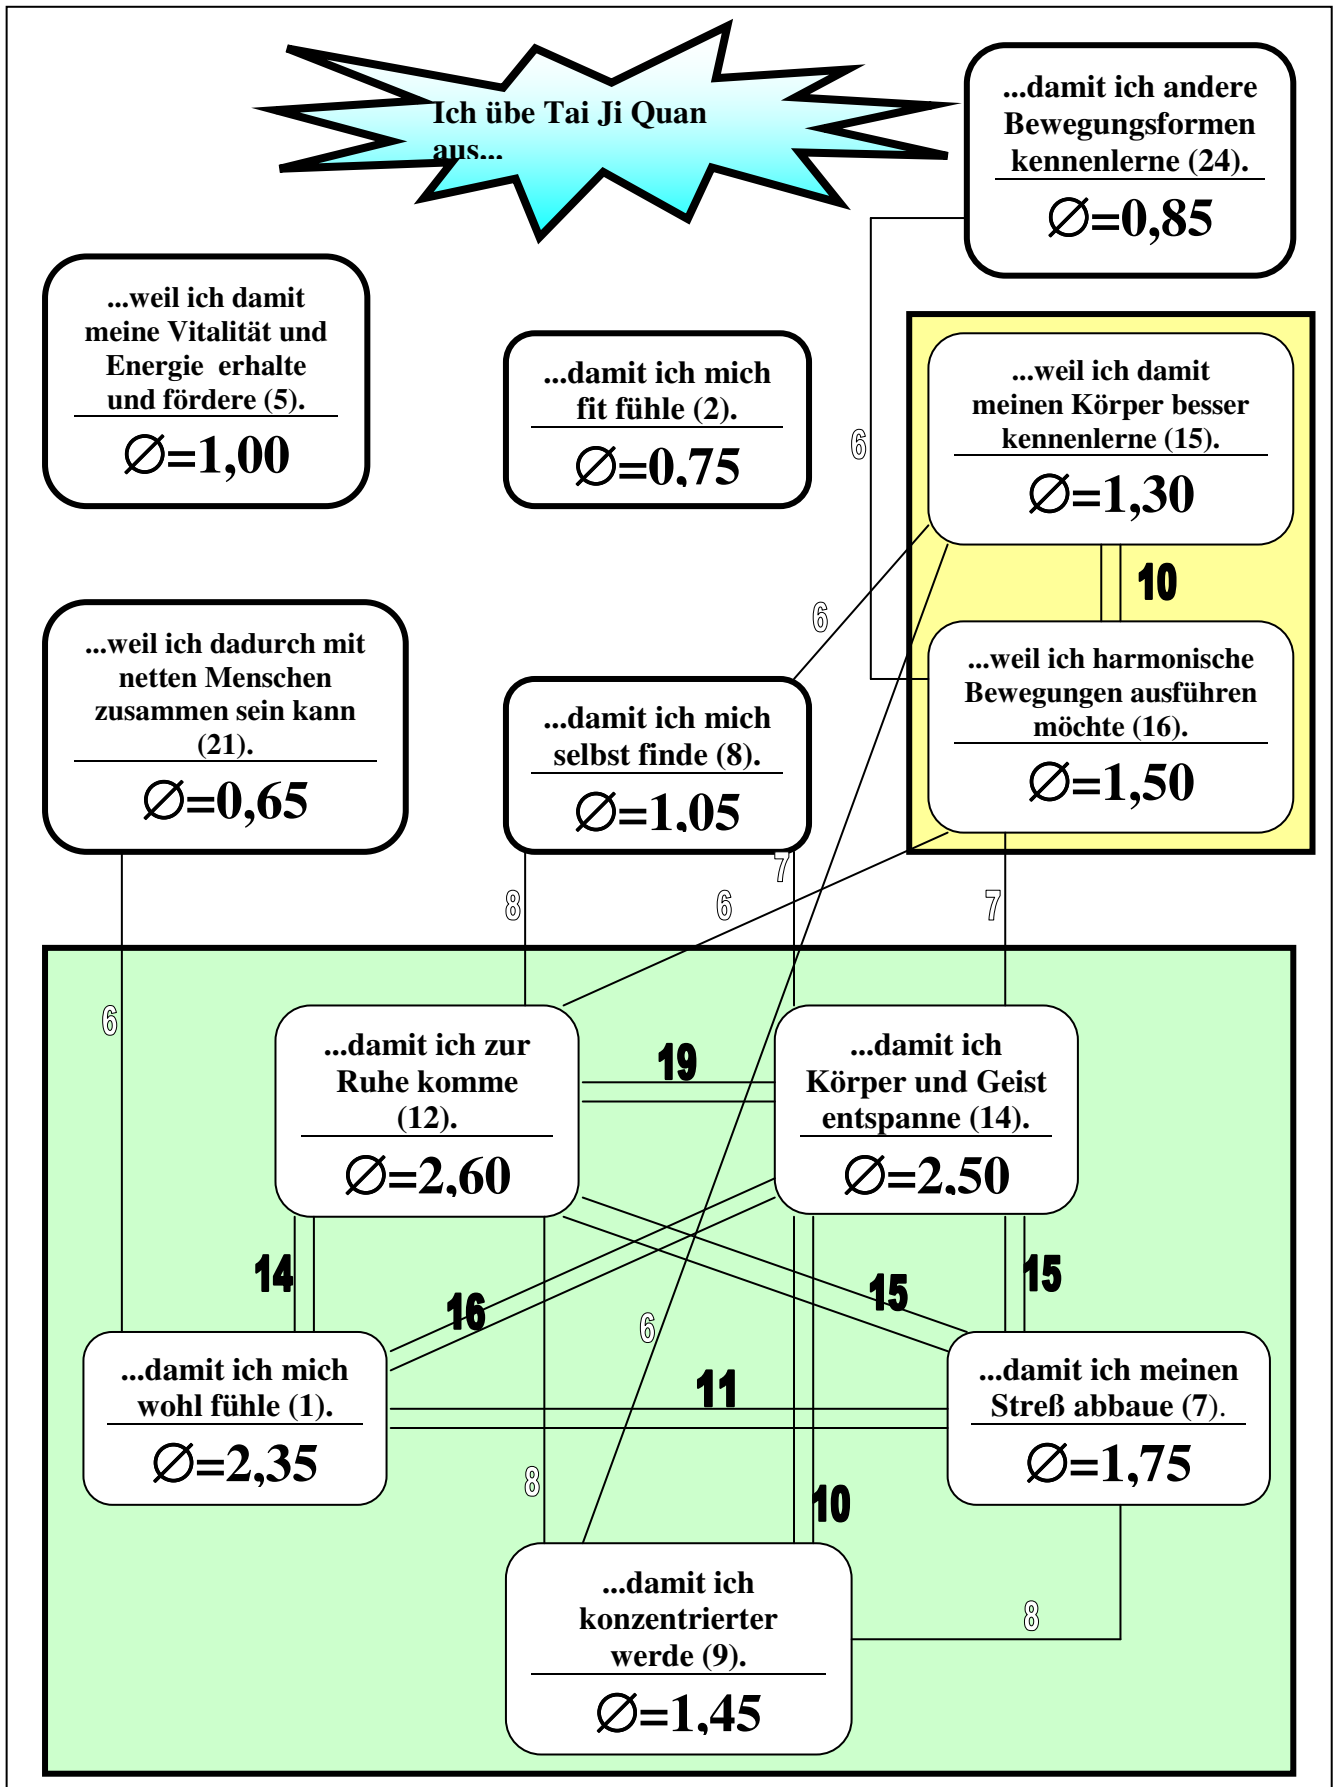 Ich übe Tai Ji Quan
aus...
...damit ich andere
Bewegungsformen
kennenlerne (24).
∅=0,85
...weil ich damit
meine Vitalität und
Energie erhalte
und fördere (5).
∅=1,00
...damit ich mich
fit fühle (2).
∅=0,75
...weil ich damit
meinen Körper besser
kennenlerne (15).
∅=1,30
6
10
6
...weil ich dadurch mit
netten Menschen
zusammen sein kann
(21).
∅=0,65
...damit ich mich
selbst finde (8).
∅=1,05
...weil ich harmonische
Bewegungen ausführen
möchte (16).
∅=1,50
7
8
6
7
6
...damit ich zur
Ruhe komme
(12).
∅=2,60
19
...damit ich
Körper und Geist
entspanne (14).
∅=2,50
14
16
6
15
15
...damit ich mich
wohl fühle (1).
∅=2,35
11
...damit ich meinen
Streß abbaue (7).
∅=1,75
8
10
...damit ich
konzentrierter
werde (9).
∅=1,45
8